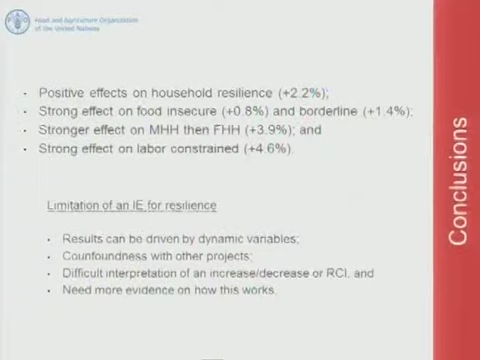 Food and Agriculture Organization
of the United Nations
- Positive effects on household resilience (+2.2%);
- Strong effect on food insecure (+0.8%) and borderline (+1.4%);
- Stronger effect on MHH then FHH (+3.9%); and
- Strong effect on labor constrained (+4.6%)
Limitation of an IE for resilience
• Results can be driven by dynamic variables;
• Counfoundness with other projects;
• Difficult interpretation of an increase/decrease or RCI, and
• Need more evidence on how this works.
Conclusions